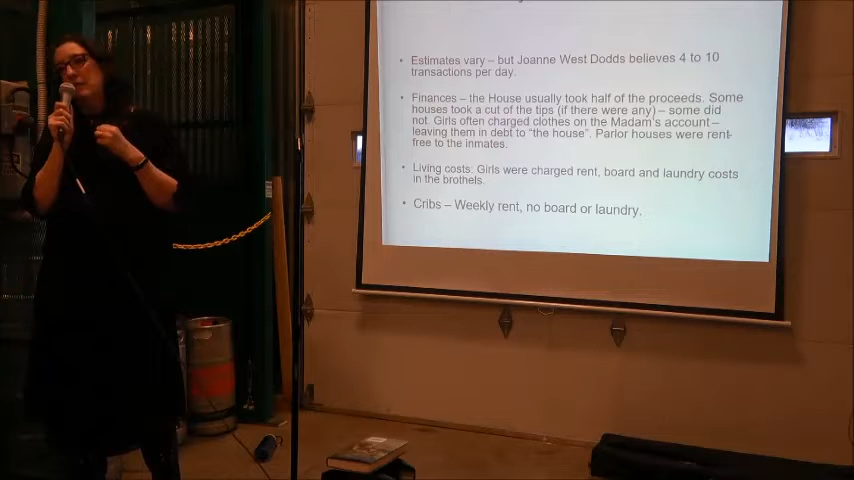 • Estimates vary – but Joanne West Dodds believes 4 to 10
transactions per day.
• Finances – the House usually took half of the proceeds. Some
houses took a cut of the tips (if there were any) – some did
not. Girls often charged clothes on the Madam's account –
leaving them in debt to "the house". Parlor houses were rent-
free to the inmates.
• Living costs: Girls were charged rent, board and laundry costs
in the brothels.
• Cribs – Weekly rent, no board or laundry.